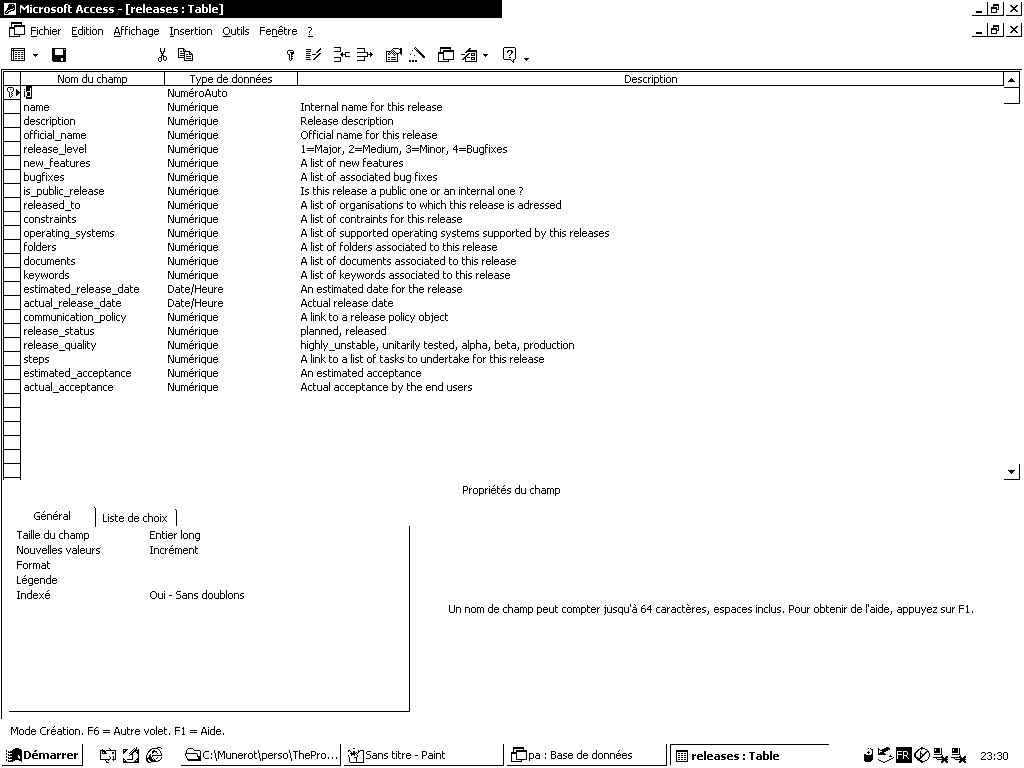 Microsoft Access - [releases : Table]
Fichier Edition Affichage Insertion Outils Fenêtre ?
Nom du champ Type de données Description
id NuméroAuto
name Numérique Internal name for this release
description Numérique Release description
official_name Numérique Official name for this release
release_level Numérique 1=Major, 2=Medium, 3=Minor, 4=Bugfixes
new_features Numérique A list of new features
bugfixes Numérique A list of associated bug fixes
is_public_release Numérique Is this release a public one or an internal one ?
released_to Numérique A list of organisations to which this release is adressed
constraints Numérique A list of contraints for this release
operating_systems Numérique A list of supported operating systems supported by this releases
folders Numérique A list of folders associated to this release
documents Numérique A list of documents associated to this release
keywords Numérique A list of keywords associated to this release
estimated_release_date Date/Heure An estimated date for the release
actual_release_date Date/Heure Actual release date
communication_policy Numérique A link to a release policy object
release_status Numérique planned, released
release_quality Numérique highly_unstable, unitarily tested, alpha, beta, production
steps Numérique A link to a list of tasks to undertake for this release
estimated_acceptance Numérique An estimated acceptance
actual_acceptance Numérique Actual acceptance by the end users
Propriétés du champ
Général Liste de choix
Taille du champ Entier long
Nouvelles valeurs Incrément
Format
Légende
Indexé Oui - Sans doublons
Un nom de champ peut compter jusqu'à 64 caractères, espaces inclus. Pour obtenir de l'aide, appuyez sur F1.
Mode Création. F6 = Autre volet. F1 = Aide.
Démarrer C:\Munerot\perso\ThePro... Sans titre - Paint pa : Base de données releases : Table FR 23:30